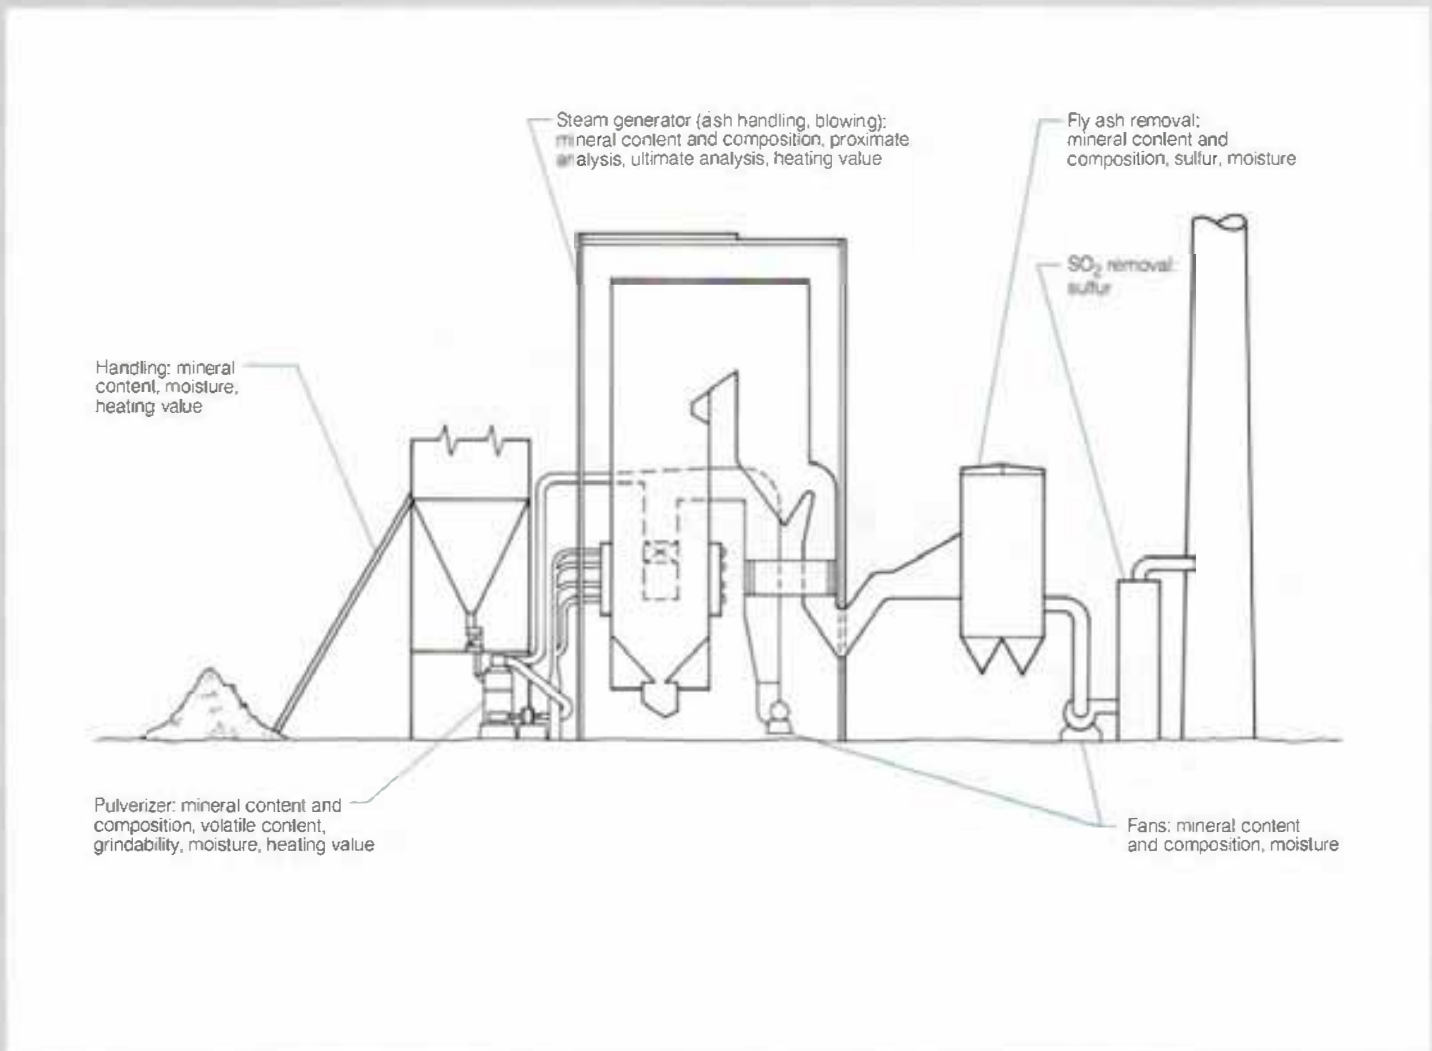 Steam generator (ash handling, blowing):
mineral content and composition, proximate
analysis, ultimate analysis, heating value
Fly ash removal:
mineral content and
composition, sulfur, moisture
SO₂ removal:
sulfur
Handling: mineral
content, moisture,
heating value
Pulverizer: mineral content and
composition, volatile content,
grindability, moisture, heating value
Fans: mineral content
and composition, moisture